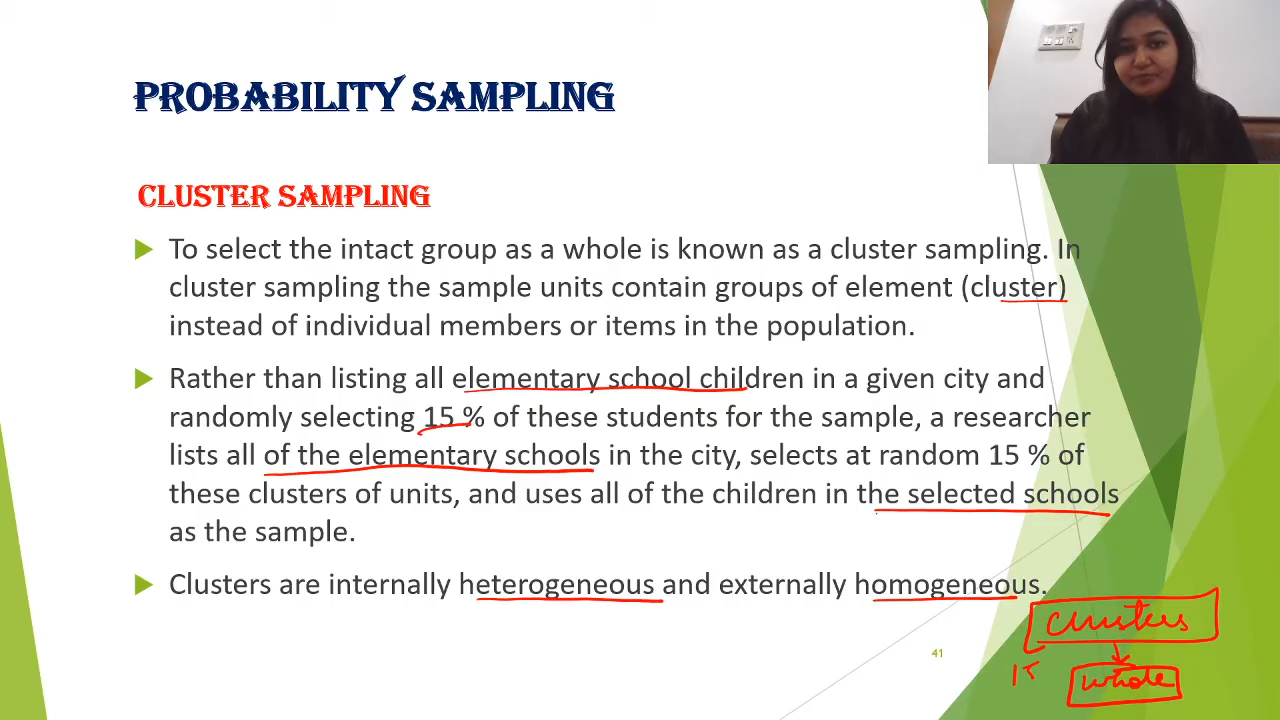 PROBABILITY SAMPLING
CLUSTER SAMPLING
To select the intact group as a whole is known as a cluster sampling. In
cluster sampling the sample units contain groups of element (cluster)
instead of individual members or items in the population.
Rather than listing all elementary school children in a given city and
randomly selecting 15 % of these students for the sample, a researcher
lists all of the elementary schools in the city, selects at random 15 % of
these clusters of units, and uses all of the children in the selected schools
as the sample.
Clusters are internally heterogeneous and externally homogeneous.
clusters
41
whole